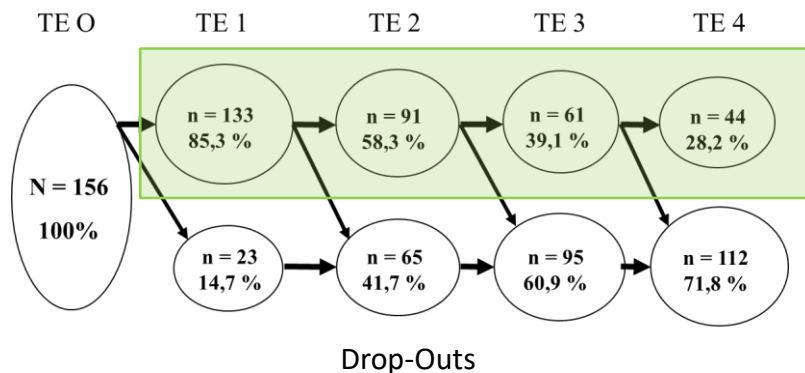 TE O
TE 1
TE 2
TE 3
TE 4
n = 133
85,3 %
n = 91
58,3 %
n = 61
39,1 %
n = 44
28,2 %
N = 156
100%
n = 23
14,7 %
n = 65
41,7 %
n = 95
60,9 %
n = 112
71,8 %
Drop-Outs